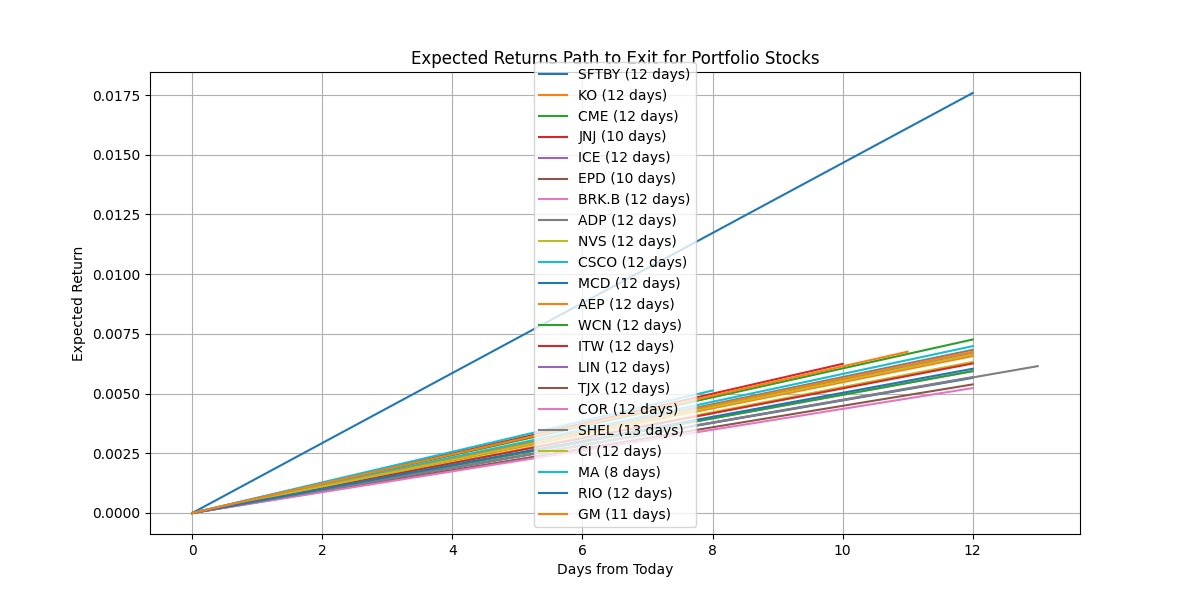 Expected Returns Path to Exit for Portfolio Stocks
SFTBY (12 days)
KO (12 days)
CME (12 days)
JNJ (10 days)
ICE (12 days)
EPD (10 days)
BRK.B (12 days)
ADP (12 days)
NVS (12 days)
CSCO (12 days)
MCD (12 days)
AEP (12 days)
WCN (12 days)
ITW (12 days)
LIN (12 days)
TJX (12 days)
COR (12 days)
SHEL (13 days)
CI (12 days)
MA (8 days)
RIO (12 days)
GM (11 days)
Expected Return
0.0175
0.0150
0.0125
0.0100
0.0075
0.0050
0.0025
0.0000
0 2 4 6 8 10 12
Days from Today